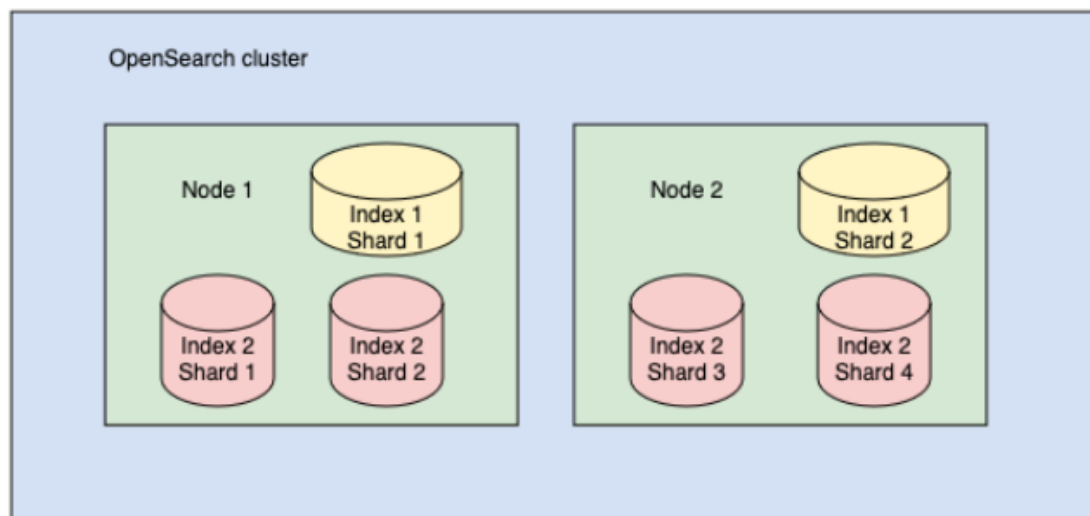 OpenSearch cluster
Node 1
Index 1
Shard 1
Index 2
Shard 1
Index 2
Shard 2
Node 2
Index 1
Shard 2
Index 2
Shard 3
Index 2
Shard 4